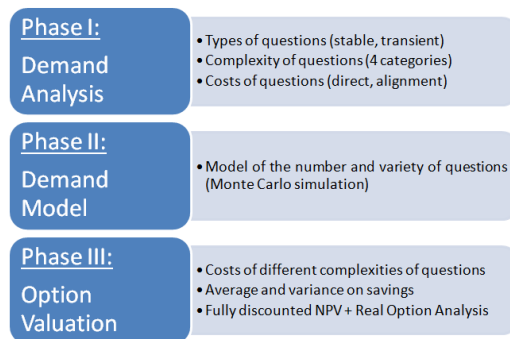 Phase I:
Demand
Analysis
• Types of questions (stable, transient)
• Complexity of questions (4 categories)
• Costs of questions (direct, alignment)
Phase II:
Demand
Model
• Model of the number and variety of questions
(Monte Carlo simulation)
Phase III:
Option
Valuation
• Costs of different complexities of questions
• Average and variance on savings
• Fully discounted NPV + Real Option Analysis